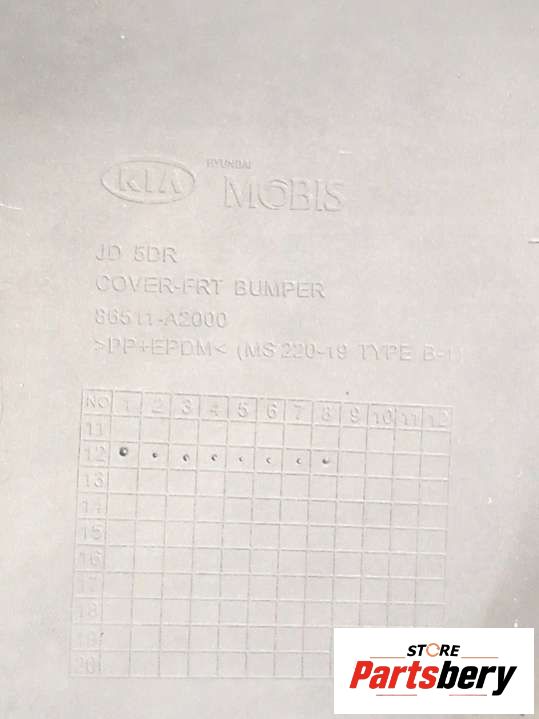 KIA HYUNDAI MOBIS
JD 5DR
COVER-FRT BUMPER
86511-A2000
>PP+EPDM< (MS 220-19 TYPE B-1)
NO 1 2 3 4 5 6 7 8 9 10 11 12
11
12
13
14
15
16
17
18
19
20
STORE
Partsbery